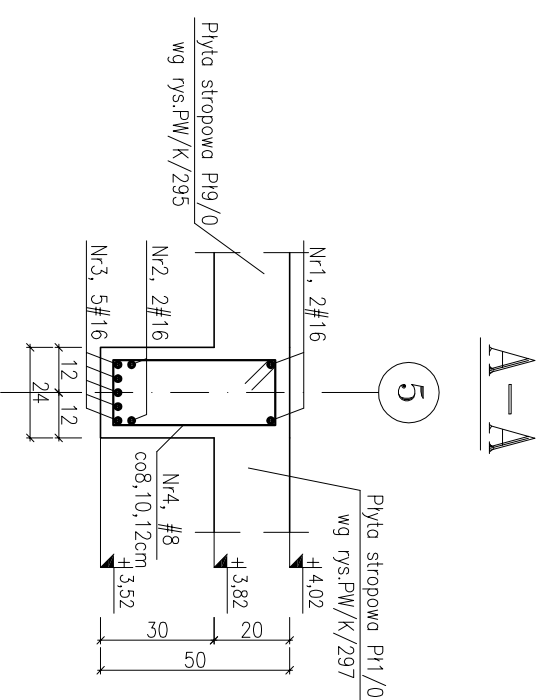 A-A
5
Płyta stropowa Pł9/0
wg rys.PW/K/295
Płyta stropowa Pł1/0
wg rys.PW/K/297
Nr1, 2#16
Nr2, 2#16
Nr3, 5#16
Nr4, #8
co8,10,12cm
+4,02
+3,82
+3,52
20
30
50
12
12
24